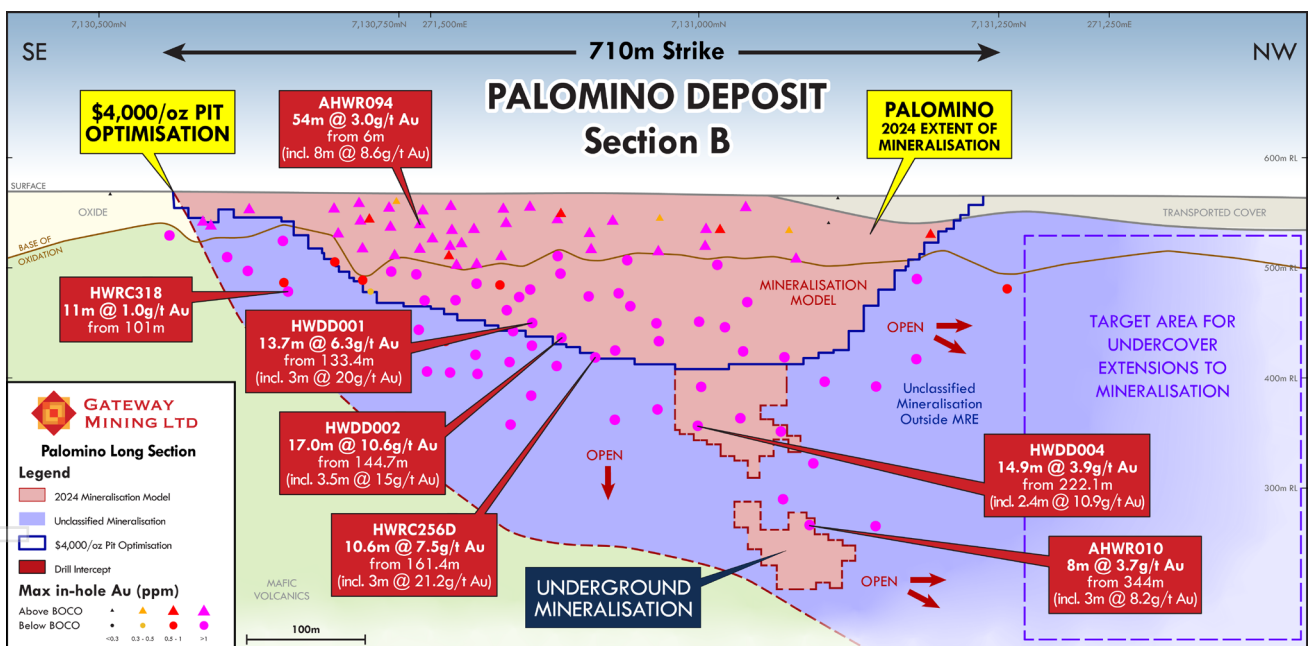 7,130,500mN
7,130,750mN
271,500mE
7,131,000mN
7,131,250mN
271,250mE
SE
710m Strike
NW
PALOMINO DEPOSIT
Section B
$4,000/oz PIT
OPTIMISATION
AHWR094
54m @ 3.0g/t Au
from 6m
(incl. 8m @ 8.6g/t Au)
PALOMINO
2024 EXTENT OF
MINERALISATION
600m RL
SURFACE
OXIDE
TRANSPORTED COVER
BASE OF
OXIDATION
500m RL
MINERALISATION
MODEL
HWRC318
11m @ 1.0g/t Au
from 101m
HWDD001
13.7m @ 6.3g/t Au
from 133.4m
(incl. 3m @ 20g/t Au)
OPEN
TARGET AREA FOR
UNDERCOVER
EXTENSIONS TO
MINERALISATION
400m RL
Unclassified
Mineralisation
Outside MRE
HWDD002
17.0m @ 10.6g/t Au
from 144.7m
(incl. 3.5m @ 15g/t Au)
OPEN
HWDD004
14.9m @ 3.9g/t Au
from 222.1m
(incl. 2.4m @ 10.9g/t Au)
300m RL
HWRC256D
10.6m @ 7.5g/t Au
from 161.4m
(incl. 3m @ 21.2g/t Au)
AHWR010
8m @ 3.7g/t Au
from 344m
(incl. 3m @ 8.2g/t Au)
UNDERGROUND
MINERALISATION
OPEN
MAFIC
VOLCANICS
100m
GATEWAY
MINING LTD
Palomino Long Section
Legend
2024 Mineralisation Model
Unclassified Mineralisation
$4,000/oz Pit Optimisation
Drill Intercept
Max in-hole Au (ppm)
Above BOCO
Below BOCO
<0.3
0.3 - 0.5
0.5 - 1
>1